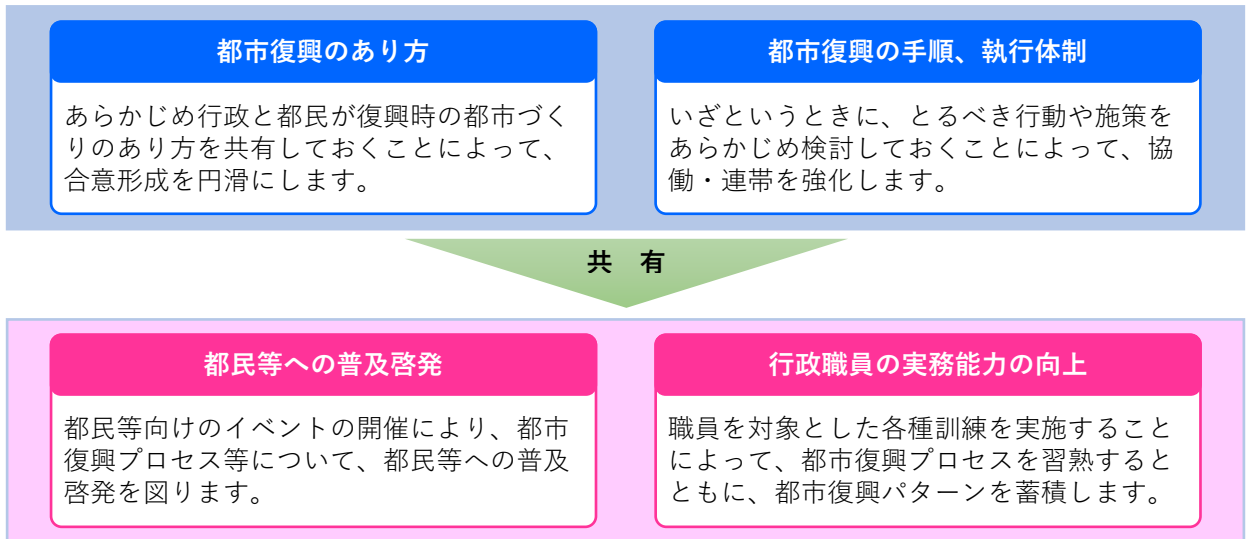 都市復興のあり方
あらかじめ行政と都民が復興時の都市づく
りのあり方を共有しておくことによって、
合意形成を円滑にします。
都市復興の手順、執行体制
いざというときに、とるべき行動や施策を
あらかじめ検討しておくことによって、協
働・連帯を強化します。
共　有
都民等への普及啓発
都民等向けのイベントの開催により、都市
復興プロセス等について、都民等への普及
啓発を図ります。
行政職員の実務能力の向上
職員を対象とした各種訓練を実施すること
によって、都市復興プロセスを習熟すると
ともに、都市復興パターンを蓄積します。